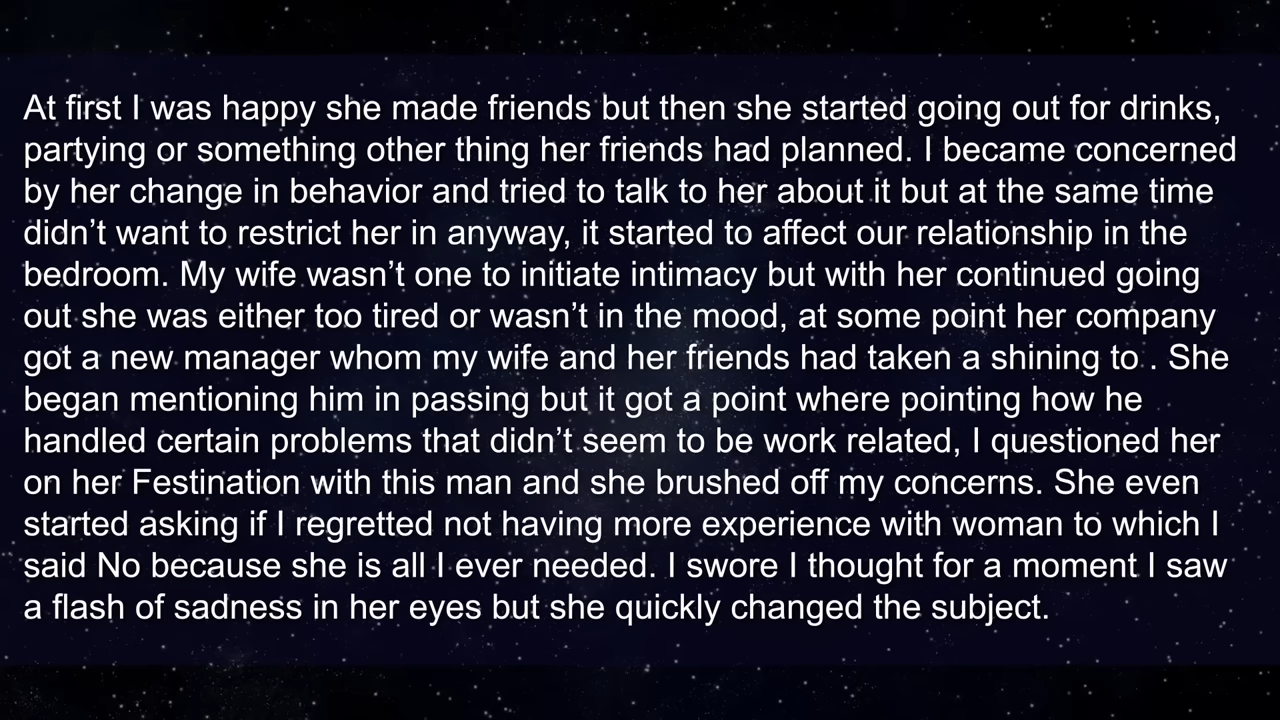 At first I was happy she made friends but then she started going out for drinks,
partying or something other thing her friends had planned. I became concerned
by her change in behavior and tried to talk to her about it but at the same time
didn’t want to restrict her in anyway, it started to affect our relationship in the
bedroom. My wife wasn’t one to initiate intimacy but with her continued going
out she was either too tired or wasn’t in the mood, at some point her company
got a new manager whom my wife and her friends had taken a shining to . She
began mentioning him in passing but it got a point where pointing how he
handled certain problems that didn’t seem to be work related, I questioned her
on her Festination with this man and she brushed off my concerns. She even
started asking if I regretted not having more experience with woman to which I
said No because she is all I ever needed. I swore I thought for a moment I saw
a flash of sadness in her eyes but she quickly changed the subject.